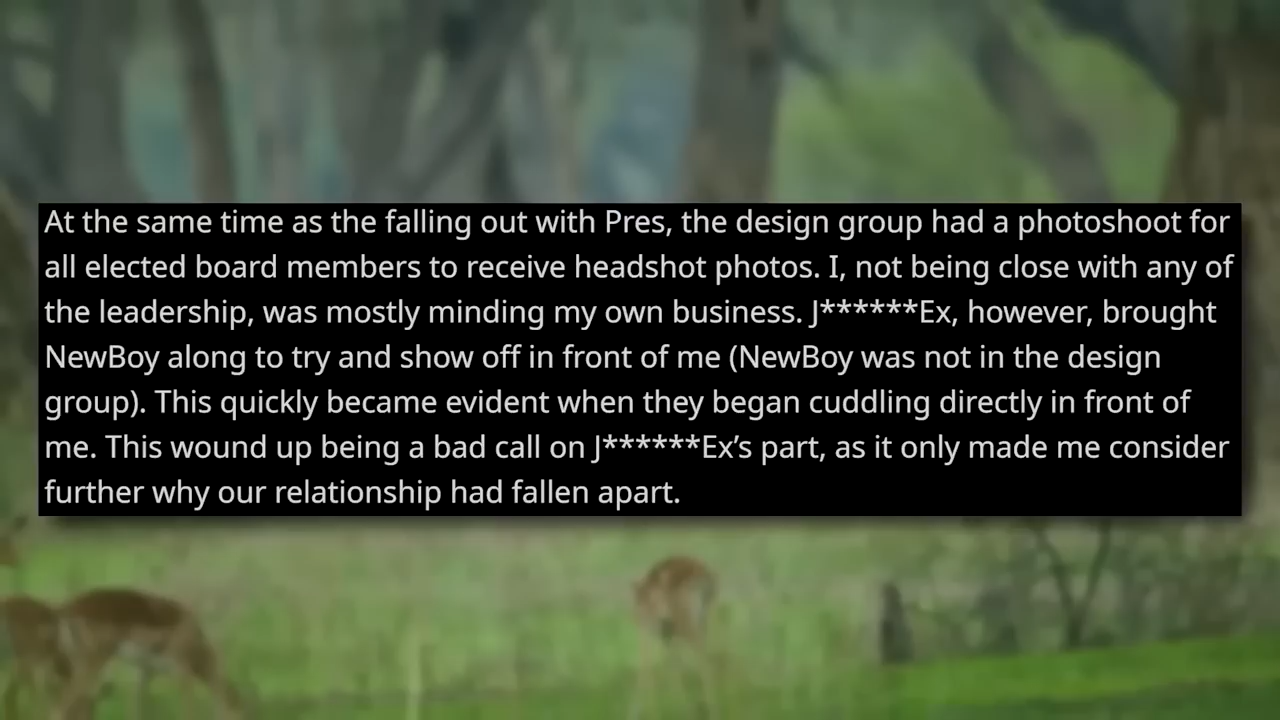 At the same time as the falling out with Pres, the design group had a photoshoot for
all elected board members to receive headshot photos. I, not being close with any of
the leadership, was mostly minding my own business. J******Ex, however, brought
NewBoy along to try and show off in front of me (NewBoy was not in the design
group). This quickly became evident when they began cuddling directly in front of
me. This wound up being a bad call on J******Ex’s part, as it only made me consider
further why our relationship had fallen apart.